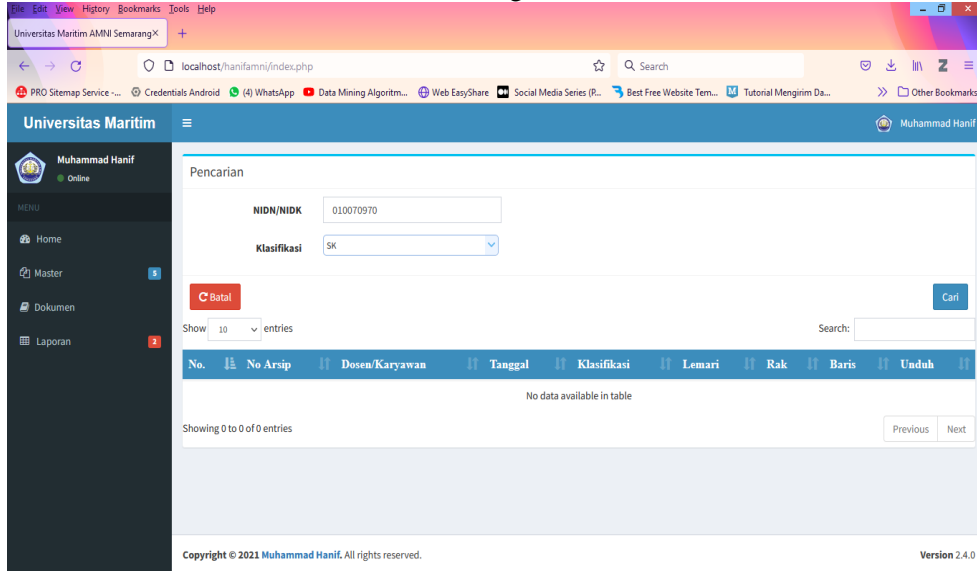 File Edit View History Bookmarks Tools Help
Universitas Maritim AMNI Semarang× +
localhost/hanifamni/index.php Search
PRO Sitemap Service -... Credentials Android (4) WhatsApp Data Mining Algoritm... Web EasyShare Social Media Series (P... Best Free Website Tem... Tutorial Mengirim Da... Other Bookmarks
Universitas Maritim Muhammad Hanif
Muhammad Hanif
Online
MENU
Home
Master 5
Dokumen
Laporan 2
Pencarian
NIDN/NIDK 010070970
Klasifikasi SK
Batal Cari
Show 10 entries Search:
No. No Arsip Dosen/Karyawan Tanggal Klasifikasi Lemari Rak Baris Unduh
No data available in table
Showing 0 to 0 of 0 entries Previous Next
Copyright © 2021 Muhammad Hanif. All rights reserved. Version 2.4.0